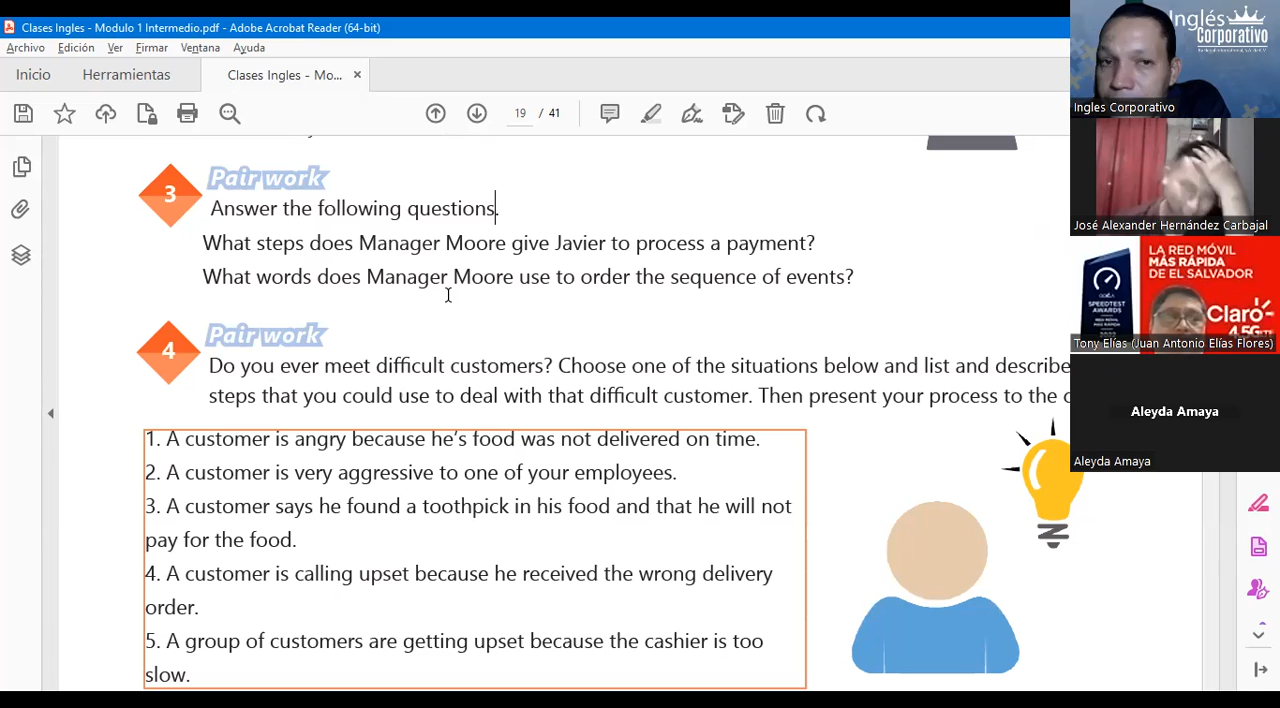 Clases Ingles - Modulo 1 Intermedio.pdf - Adobe Acrobat Reader (64-bit)
Archivo Edición Ver Firmar Ventana Ayuda
Inicio Herramientas Clases Ingles - Mo... ×
19 / 41
3 Pair work
Answer the following questions.
What steps does Manager Moore give Javier to process a payment?
What words does Manager Moore use to order the sequence of events?
4 Pair work
Do you ever meet difficult customers? Choose one of the situations below and list and describe
steps that you could use to deal with that difficult customer. Then present your process to the
1. A customer is angry because he's food was not delivered on time.
2. A customer is very aggressive to one of your employees.
3. A customer says he found a toothpick in his food and that he will not
pay for the food.
4. A customer is calling upset because he received the wrong delivery
order.
5. A group of customers are getting upset because the cashier is too
slow.
Inglés
Corporativo
Ingles Corporativo
José Alexander Hernández Carbajal
LA RED MÓVIL
MÁS RÁPIDA
DE EL SALVADOR
SPEEDTEST
AWARDS
Claro
4.5G
Tony Elías (Juan Antonio Elías Flores)
Aleyda Amaya
Aleyda Amaya